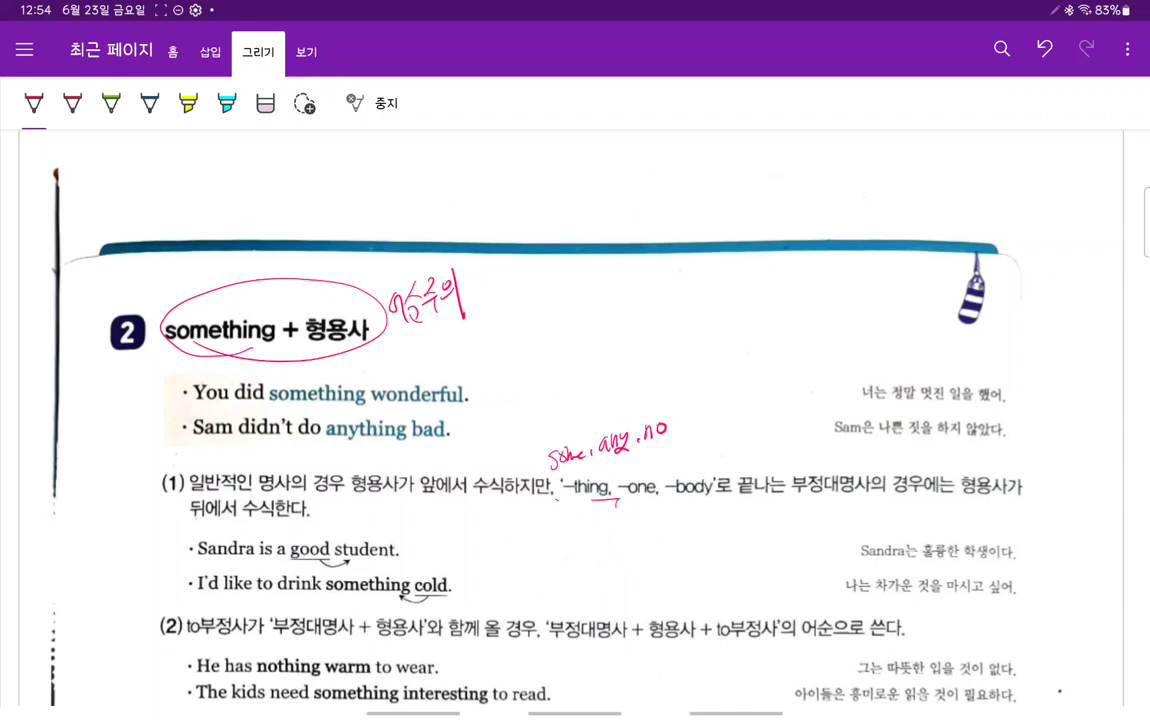 12:54 6월 23일 금요일
83%
최근 페이지 홈 삽입 그리기 보기
중지
2 something + 형용사 어순주의
· You did something wonderful. 너는 정말 멋진 일을 했어.
· Sam didn't do anything bad. Sam은 나쁜 짓을 하지 않았다.
some, any, no
(1) 일반적인 명사의 경우 형용사가 앞에서 수식하지만, '–thing, –one, –body'로 끝나는 부정대명사의 경우에는 형용사가
뒤에서 수식한다.
· Sandra is a good student. Sandra는 훌륭한 학생이다.
· I'd like to drink something cold. 나는 차가운 것을 마시고 싶어.
(2) to부정사가 '부정대명사 + 형용사'와 함께 올 경우, '부정대명사 + 형용사 + to부정사'의 어순으로 쓴다.
· He has nothing warm to wear. 그는 따뜻한 입을 것이 없다.
· The kids need something interesting to read. 아이들은 흥미로운 읽을 것이 필요하다.